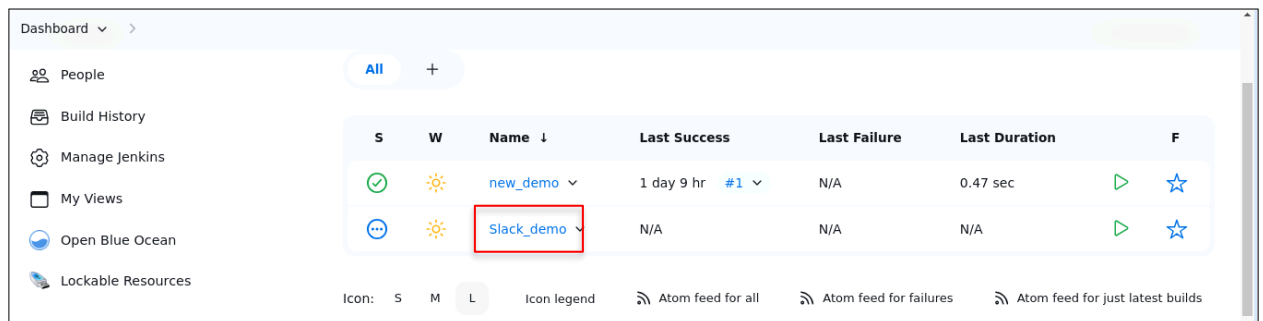 Dashboard
People
Build History
Manage Jenkins
My Views
Open Blue Ocean
Lockable Resources
All +
S W Name ↓ Last Success Last Failure Last Duration F
new_demo 1 day 9 hr #1 N/A 0.47 sec
Slack_demo N/A N/A N/A
Icon: S M L Icon legend Atom feed for all Atom feed for failures Atom feed for just latest builds